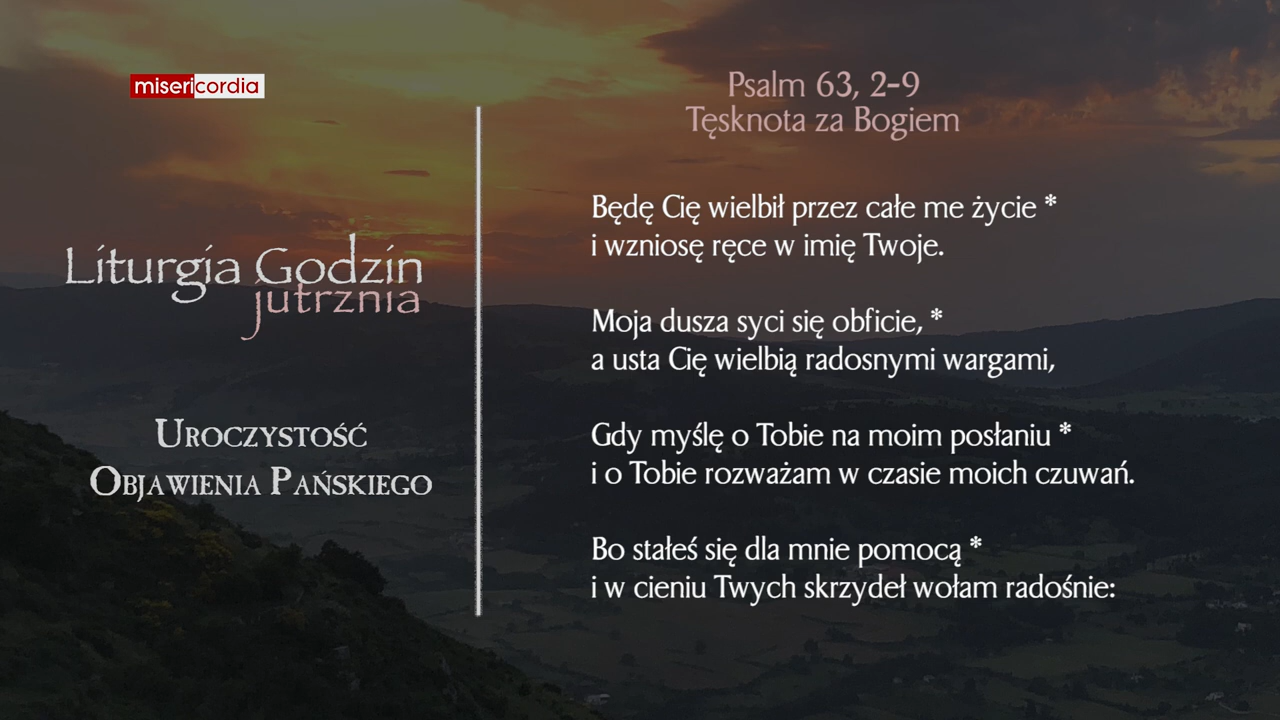 misericordia
Liturgia Godzin
jutrznia
Uroczystość
Objawienia Pańskiego
Psalm 63, 2-9
Tęsknota za Bogiem
Będę Cię wielbił przez całe me życie *
i wzniosę ręce w imię Twoje.
Moja dusza syci się obficie, *
a usta Cię wielbią radosnymi wargami,
Gdy myślę o Tobie na moim posłaniu *
i o Tobie rozważam w czasie moich czuwań.
Bo stałeś się dla mnie pomocą *
i w cieniu Twych skrzydeł wołam radośnie: